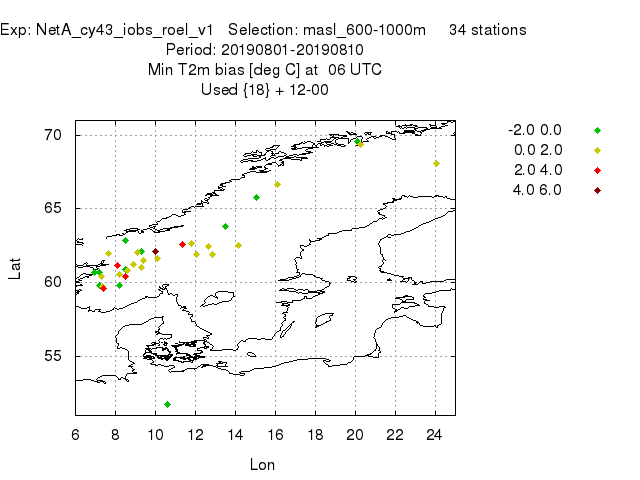 Exp: NetA_cy43_iobs_roel_v1 Selection: masl_600-1000m 34 stations
Period: 20190801-20190810
Min T2m bias [deg C] at 06 UTC
Used {18} + 12-00
-2.0 0.0
0.0 2.0
2.0 4.0
4.0 6.0
70
65
60
55
Lat
6 8 10 12 14 16 18 20 22 24
Lon